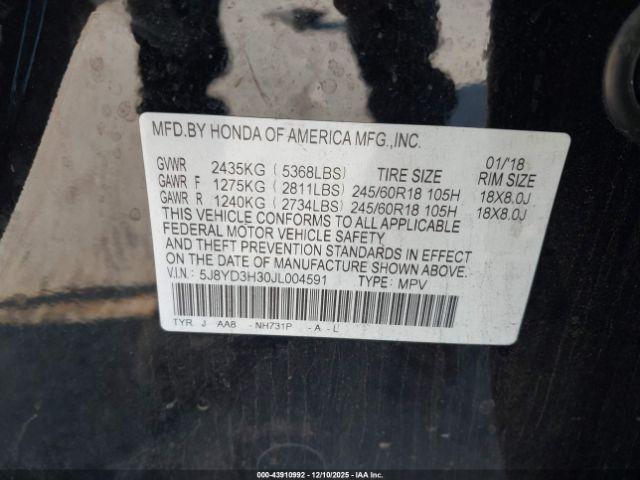 MFD.BY HONDA OF AMERICA MFG.,INC.
01/'18
GVWR 2435KG ( 5368LBS) TIRE SIZE RIM SIZE
GAWR F 1275KG ( 2811LBS) 245/60R18 105H 18X8.0J
GAWR R 1240KG ( 2734LBS) 245/60R18 105H 18X8.0J
THIS VEHICLE CONFORMS TO ALL APPLICABLE
FEDERAL MOTOR VEHICLE SAFETY
AND THEFT PREVENTION STANDARDS IN EFFECT
ON THE DATE OF MANUFACTURE SHOWN ABOVE.
V.I.N.: 5J8YD3H30JL004591 TYPE: MPV
TYR J AA8 - NH731P - A - L
000-43910992 - 12/10/2025 - © IAA, Inc.